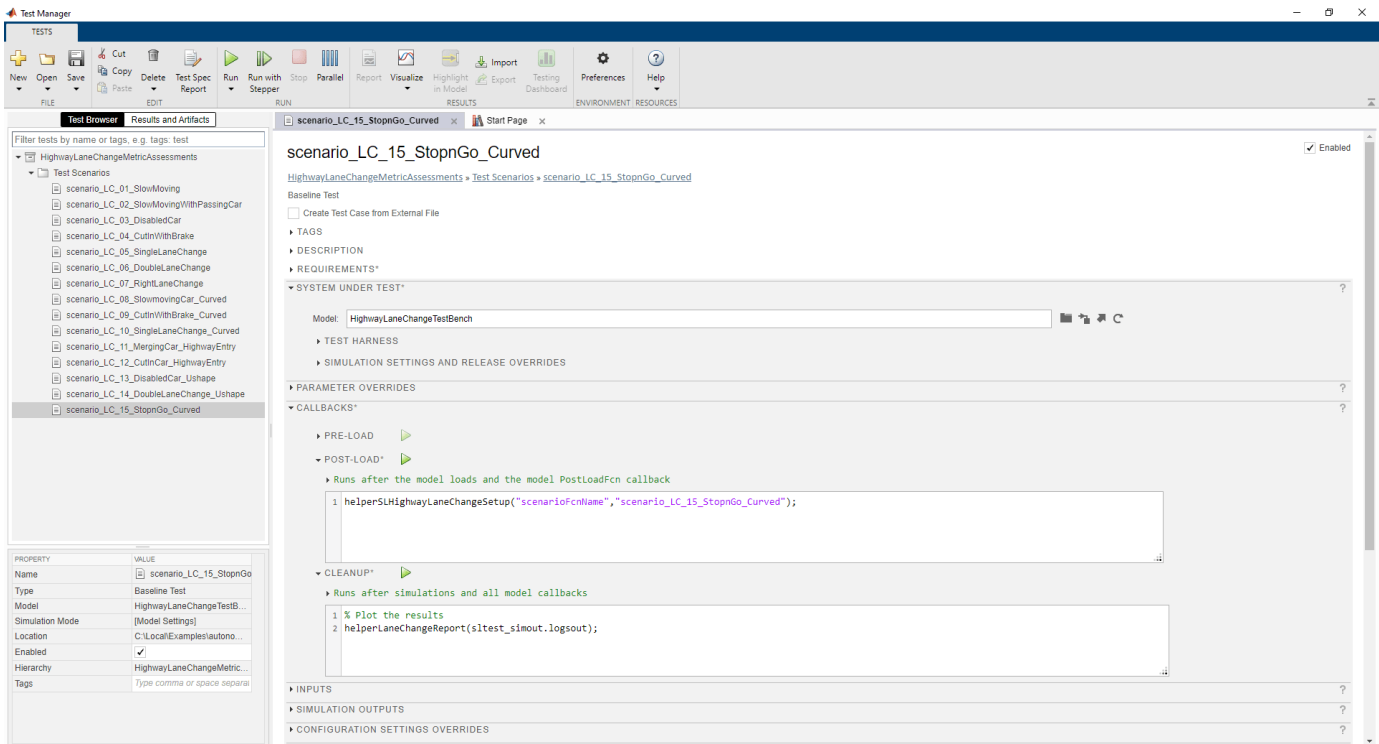 Test Manager
TESTS
New
Open
Save
Cut
Copy
Paste
Delete
Test Spec Report
Run
Run with Stepper
Stop
Parallel
Report
Visualize
Highlight in Model
Import
Export
Testing Dashboard
Preferences
Help
FILE
EDIT
RUN
RESULTS
ENVIRONMENT
RESOURCES
Test Browser
Results and Artifacts
Filter tests by name or tags, e.g. tags: test
HighwayLaneChangeMetricAssessments
Test Scenarios
scenario_LC_01_SlowMoving
scenario_LC_02_SlowMovingWithPassingCar
scenario_LC_03_DisabledCar
scenario_LC_04_CutInWithBrake
scenario_LC_05_SingleLaneChange
scenario_LC_06_DoubleLaneChange
scenario_LC_07_RightLaneChange
scenario_LC_08_SlowmovingCar_Curved
scenario_LC_09_CutInWithBrake_Curved
scenario_LC_10_SingleLaneChange_Curved
scenario_LC_11_MergingCar_HighwayEntry
scenario_LC_12_CutInCar_HighwayEntry
scenario_LC_13_DisabledCar_Ushape
scenario_LC_14_DoubleLaneChange_Ushape
scenario_LC_15_StopnGo_Curved
PROPERTY VALUE
Name scenario_LC_15_StopnGo
Type Baseline Test
Model HighwayLaneChangeTestB...
Simulation Mode [Model Settings]
Location C:\Local\Examples\autono...
Enabled
Hierarchy HighwayLaneChangeMetric...
Tags Type comma or space separat
scenario_LC_15_StopnGo_Curved ×
Start Page ×
scenario_LC_15_StopnGo_Curved
Enabled
HighwayLaneChangeMetricAssessments » Test Scenarios » scenario_LC_15_StopnGo_Curved
Baseline Test
Create Test Case from External File
TAGS
DESCRIPTION
REQUIREMENTS*
SYSTEM UNDER TEST* ?
Model: HighwayLaneChangeTestBench
TEST HARNESS
SIMULATION SETTINGS AND RELEASE OVERRIDES
PARAMETER OVERRIDES ?
CALLBACKS* ?
PRE-LOAD
POST-LOAD*
Runs after the model loads and the model PostLoadFcn callback
1 helperSLHighwayLaneChangeSetup("scenarioFcnName","scenario_LC_15_StopnGo_Curved");
CLEANUP*
Runs after simulations and all model callbacks
1 % Plot the results
2 helperLaneChangeReport(sltest_simout.logsout);
INPUTS ?
SIMULATION OUTPUTS ?
CONFIGURATION SETTINGS OVERRIDES ?